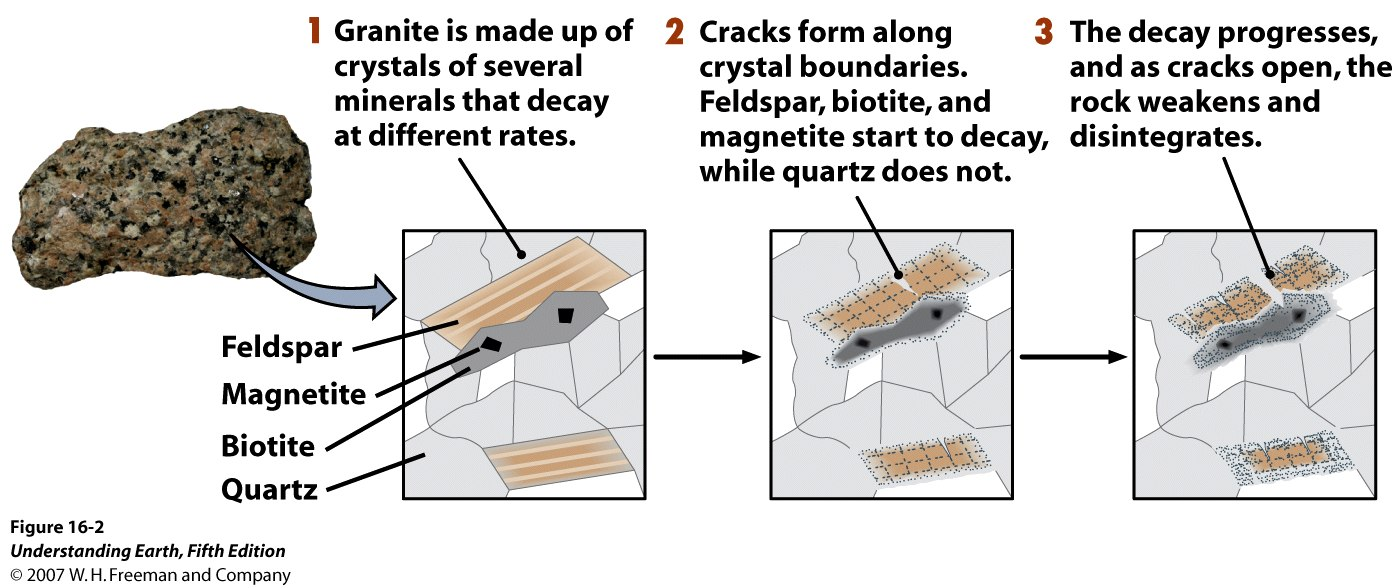 1 Granite is made up of
crystals of several
minerals that decay
at different rates.
2 Cracks form along
crystal boundaries.
Feldspar, biotite, and
magnetite start to decay,
while quartz does not.
3 The decay progresses,
and as cracks open, the
rock weakens and
disintegrates.
Feldspar
Magnetite
Biotite
Quartz
Figure 16-2
Understanding Earth, Fifth Edition
© 2007 W. H. Freeman and Company